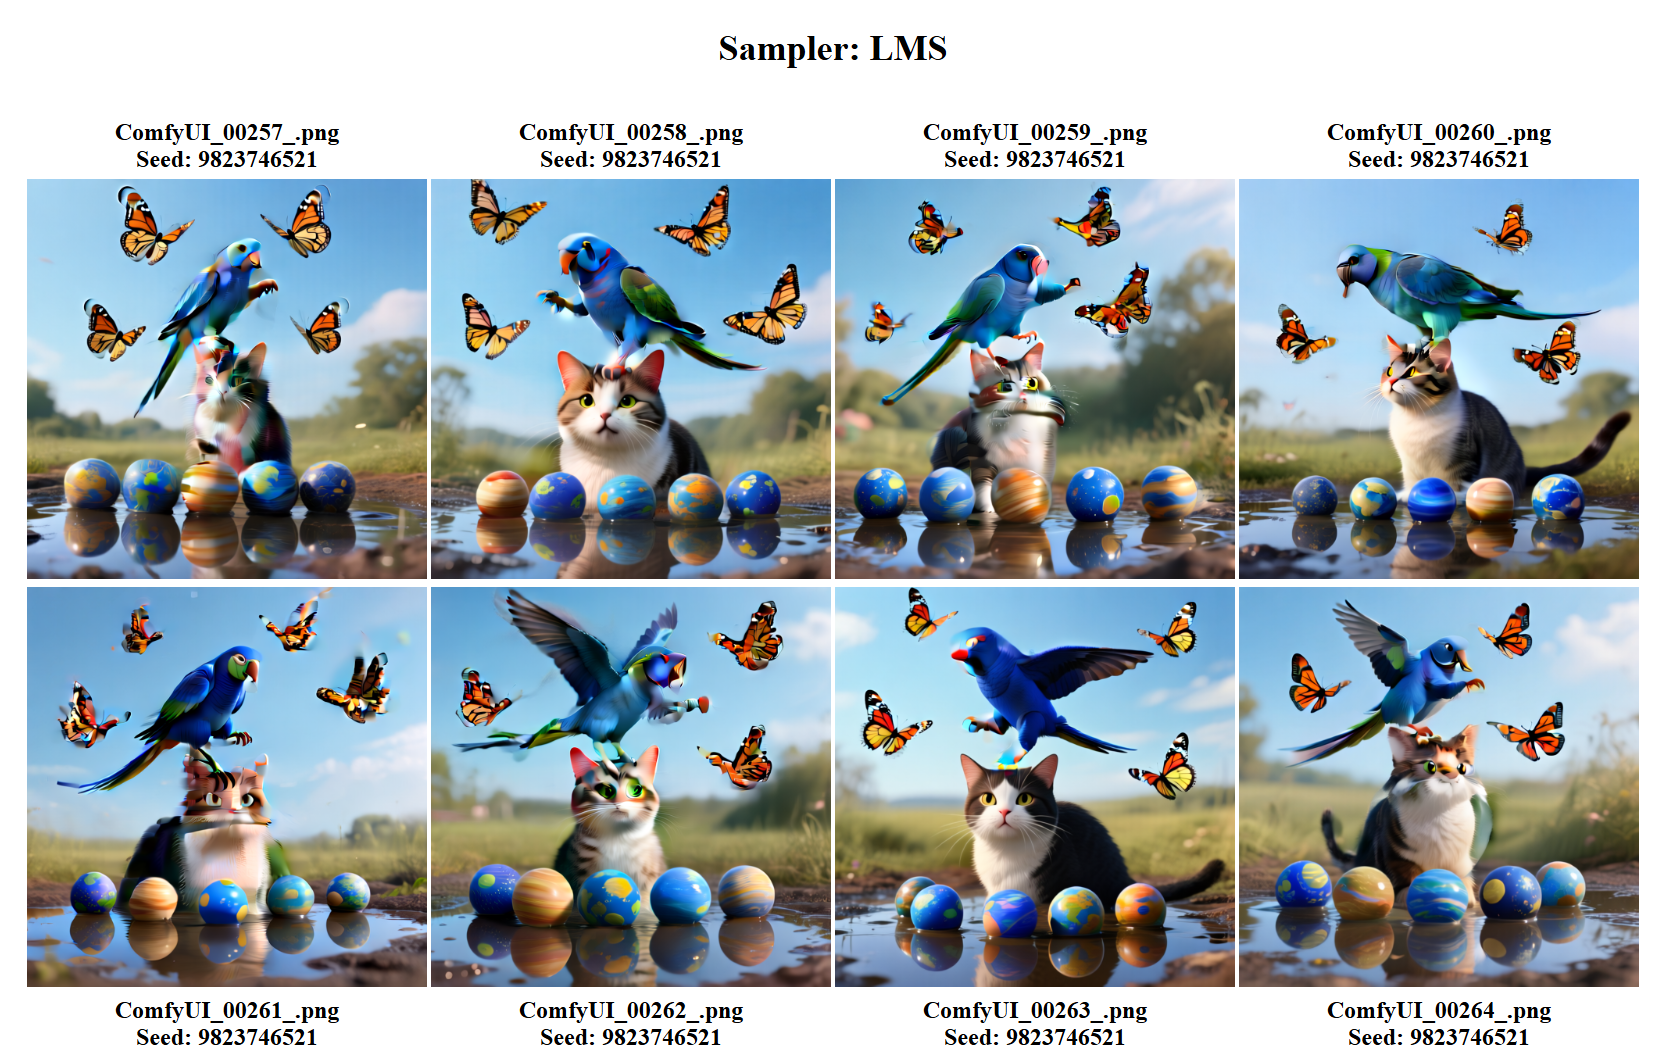 Sampler: LMS
ComfyUI_00257_.png
Seed: 9823746521
ComfyUI_00258_.png
Seed: 9823746521
ComfyUI_00259_.png
Seed: 9823746521
ComfyUI_00260_.png
Seed: 9823746521
ComfyUI_00261_.png
Seed: 9823746521
ComfyUI_00262_.png
Seed: 9823746521
ComfyUI_00263_.png
Seed: 9823746521
ComfyUI_00264_.png
Seed: 9823746521